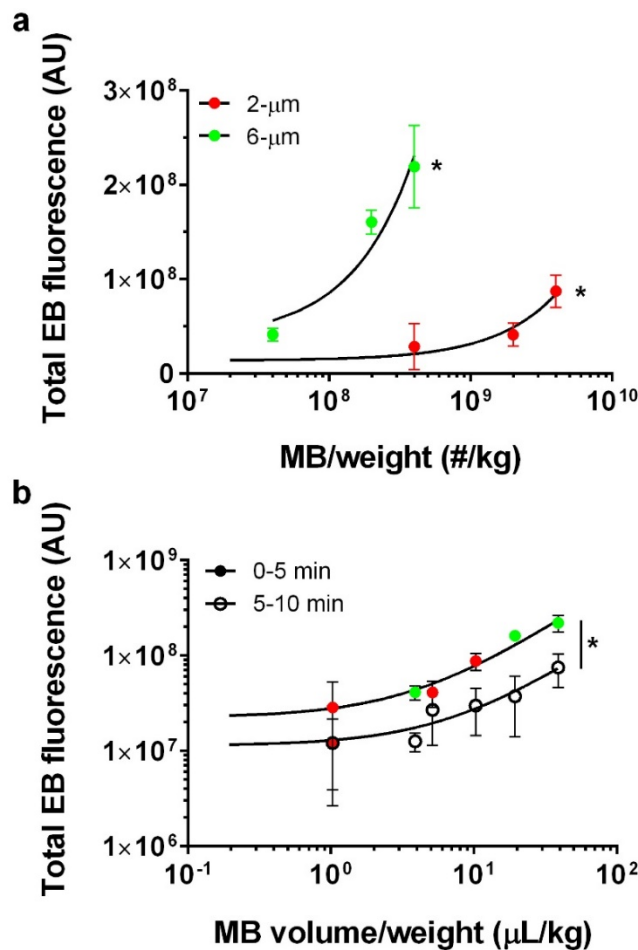 a
Total EB fluorescence (AU)
3×10⁸
2×10⁸
1×10⁸
0
2-μm
6-μm
*
*
10⁷
10⁸
10⁹
10¹⁰
MB/weight (#/kg)
b
Total EB fluorescence (AU)
1×10⁹
1×10⁸
1×10⁷
1×10⁶
0-5 min
5-10 min
*
10⁻¹
10⁰
10¹
10²
MB volume/weight (μL/kg)